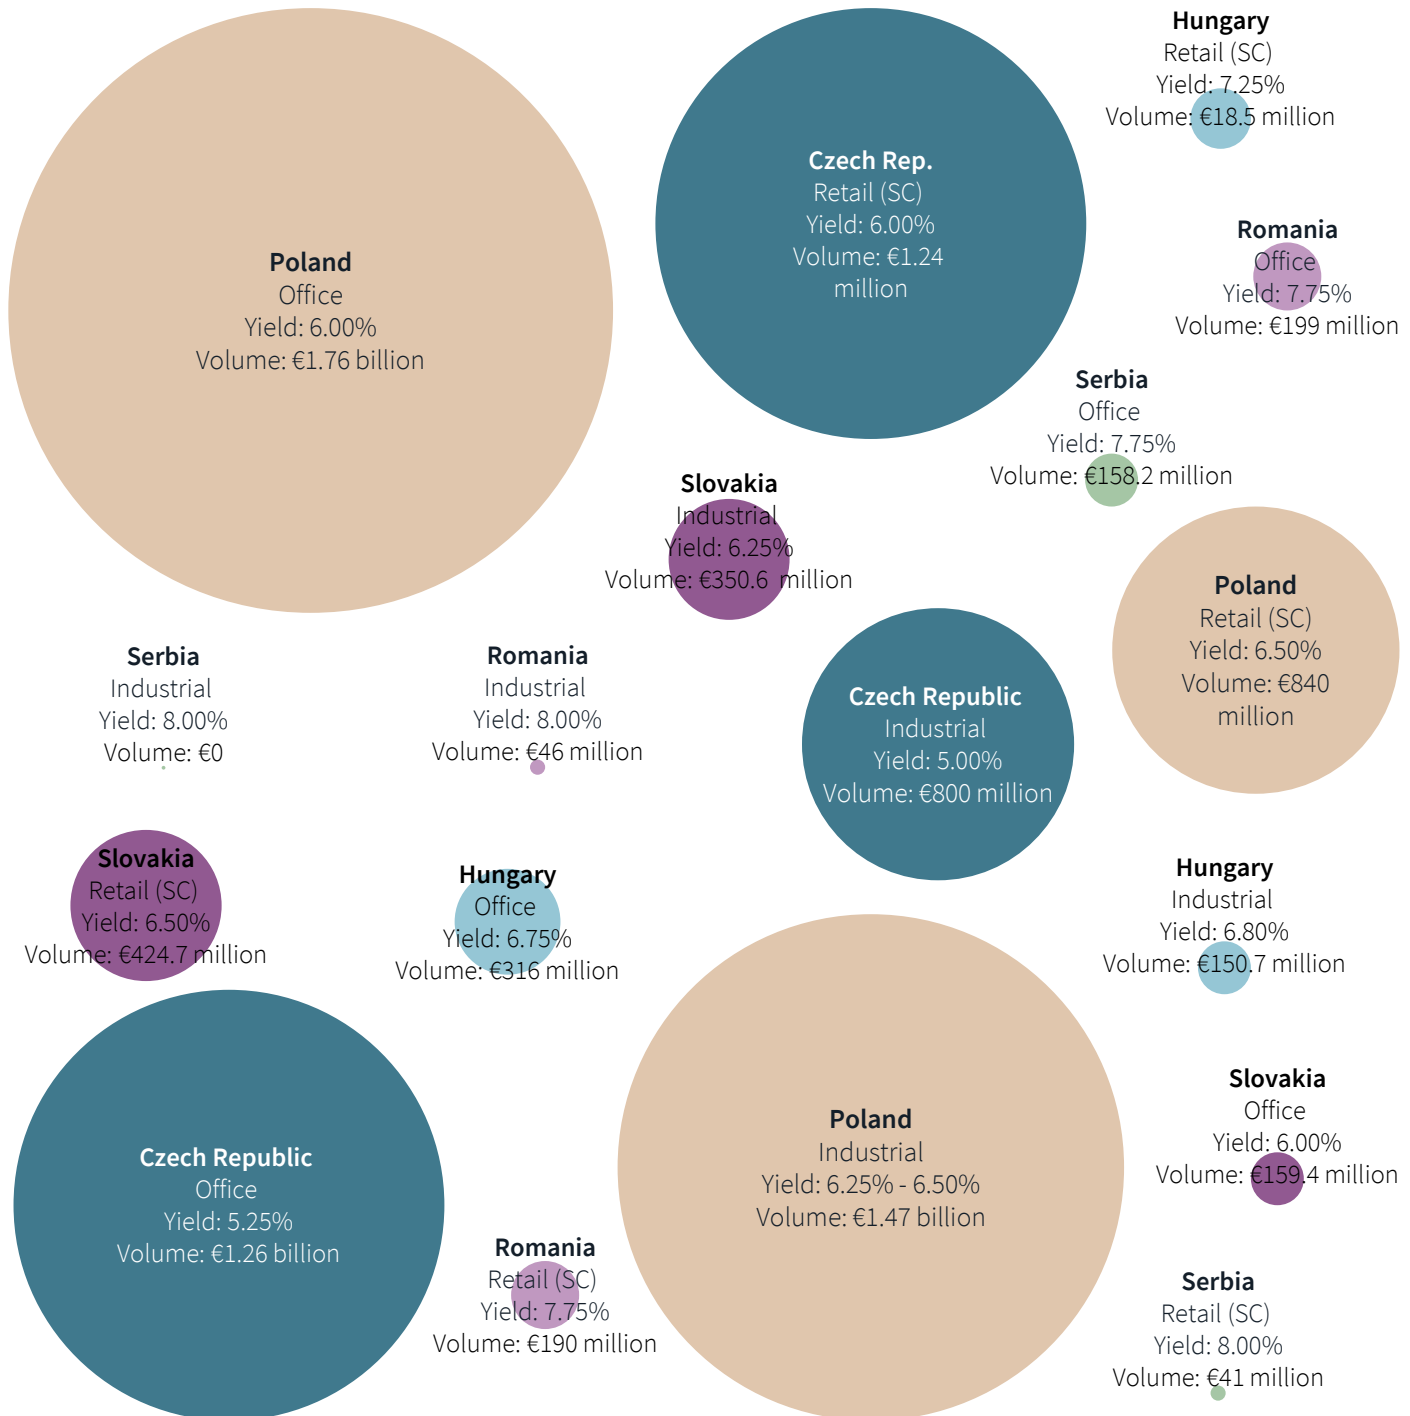 Poland
Office
Yield: 6.00%
Volume: €1.76 billion
Czech Rep.
Retail (SC)
Yield: 6.00%
Volume: €1.24
million
Hungary
Retail (SC)
Yield: 7.25%
Volume: €18.5 million
Romania
Office
Yield: 7.75%
Volume: €199 million
Serbia
Office
Yield: 7.75%
Volume: €158.2 million
Slovakia
Industrial
Yield: 6.25%
Volume: €350.6 million
Poland
Retail (SC)
Yield: 6.50%
Volume: €840
million
Serbia
Industrial
Yield: 8.00%
Volume: €0
Romania
Industrial
Yield: 8.00%
Volume: €46 million
Czech Republic
Industrial
Yield: 5.00%
Volume: €800 million
Slovakia
Retail (SC)
Yield: 6.50%
Volume: €424.7 million
Hungary
Office
Yield: 6.75%
Volume: €316 million
Hungary
Industrial
Yield: 6.80%
Volume: €150.7 million
Czech Republic
Office
Yield: 5.25%
Volume: €1.26 billion
Poland
Industrial
Yield: 6.25% - 6.50%
Volume: €1.47 billion
Slovakia
Office
Yield: 6.00%
Volume: €159.4 million
Romania
Retail (SC)
Yield: 7.75%
Volume: €190 million
Serbia
Retail (SC)
Yield: 8.00%
Volume: €41 million